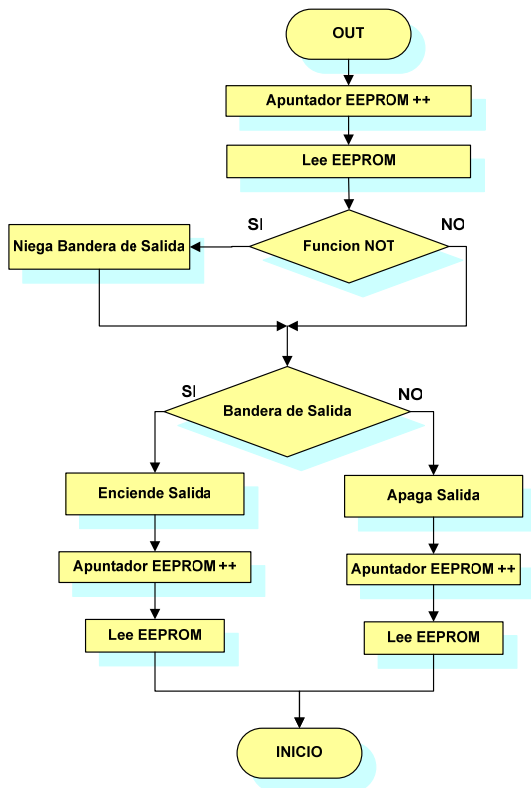 OUT
Apuntador EEPROM ++
Lee EEPROM
SI
NO
Niega Bandera de Salida
Funcion NOT
SI
NO
Bandera de Salida
Enciende Salida
Apaga Salida
Apuntador EEPROM ++
Apuntador EEPROM ++
Lee EEPROM
Lee EEPROM
INICIO